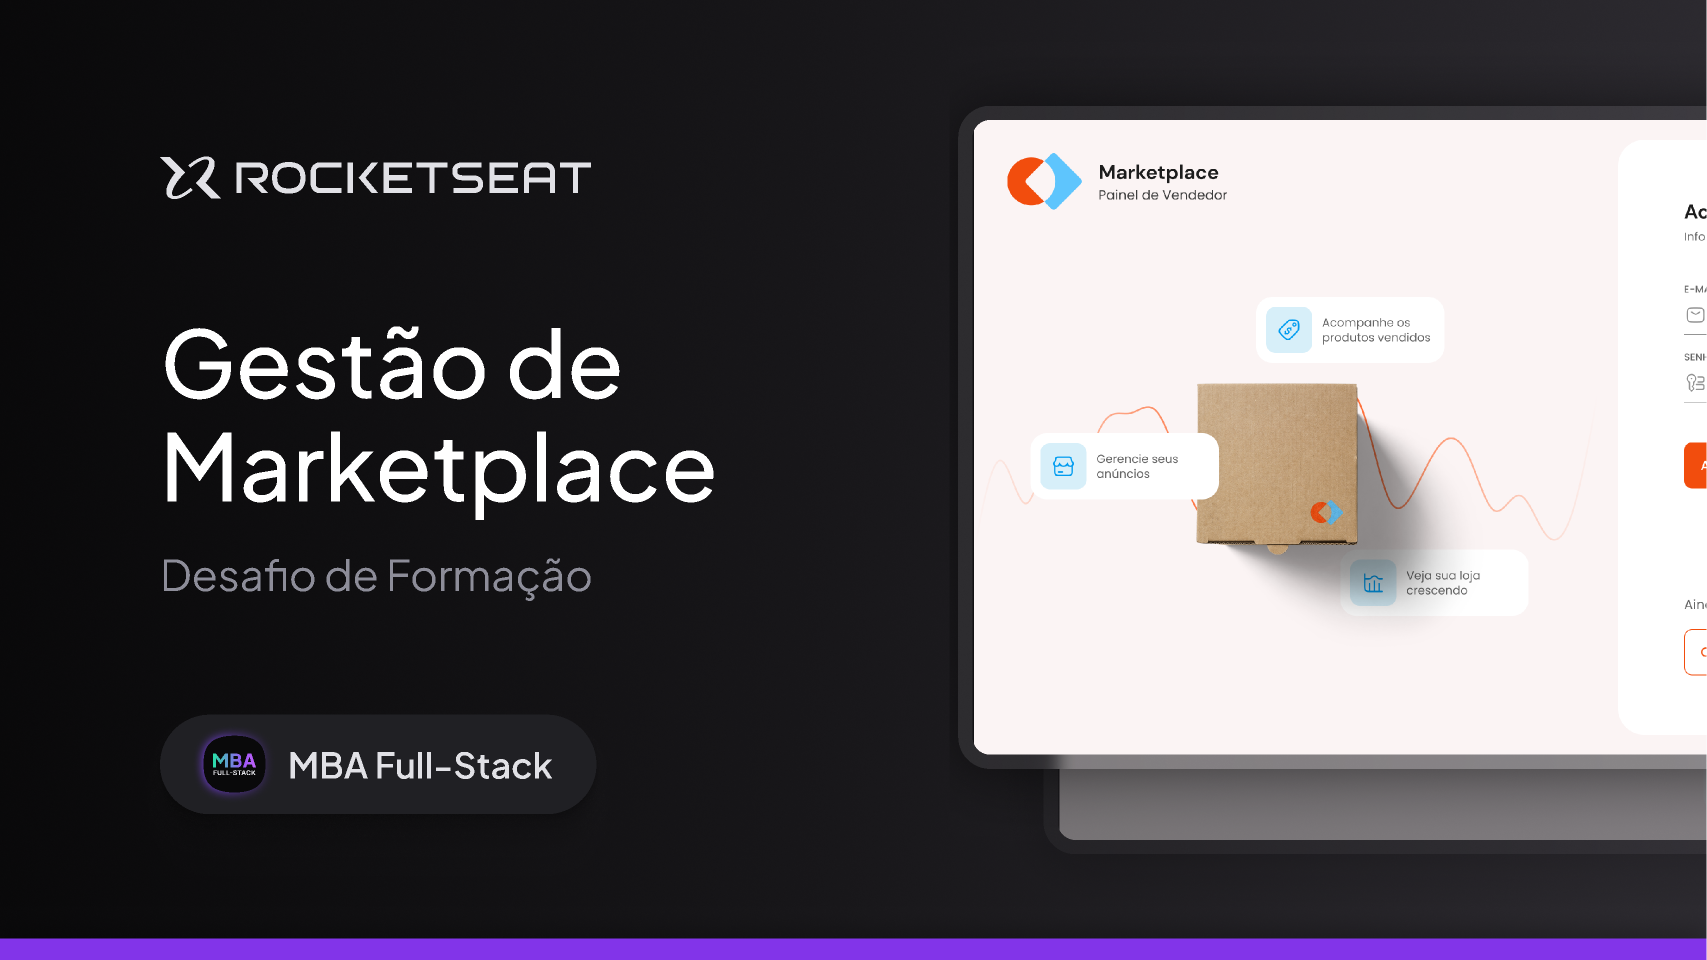 ROCKETSEAT
Gestão de
Marketplace
Desafio de Formação
MBA
FULL-STACK
MBA Full-Stack
Marketplace
Painel de Vendedor
Acompanhe os
produtos vendidos
Gerencie seus
anúncios
Veja sua loja
crescendo